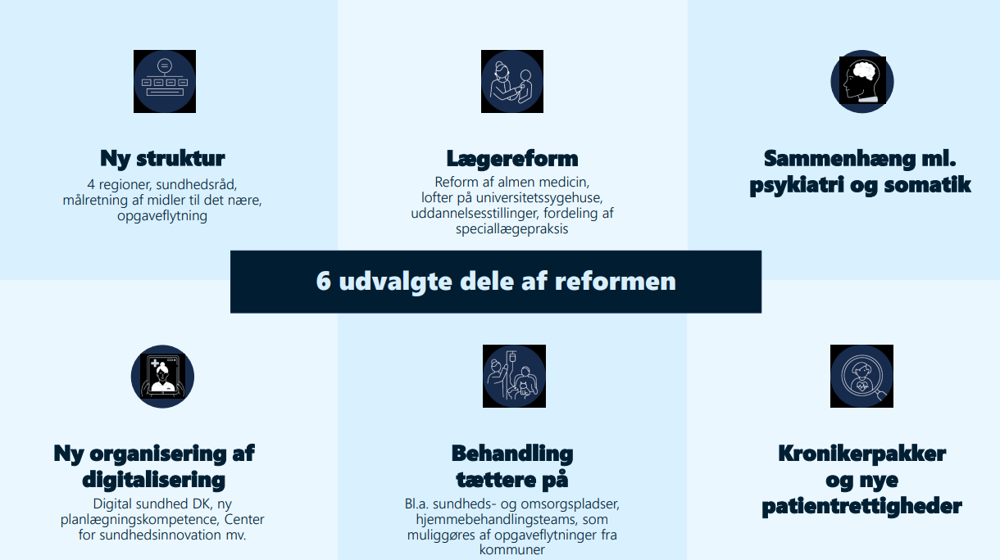 Ny struktur
4 regioner, sundhedsråd,
målretning af midler til det nære,
opgaveflytning
Lægereform
Reform af almen medicin,
lofter på universitetssygehuse,
uddannelsesstillinger, fordeling af
speciallægepraksis
Sammenhæng ml.
psykiatri og somatik
6 udvalgte dele af reformen
Ny organisering af
digitalisering
Digital sundhed DK, ny
planlægningskompetence, Center
for sundhedsinnovation mv.
Behandling
tættere på
Bl.a. sundheds- og omsorgspladser,
hjemmebehandlingsteams, som
muliggøres af opgaveflytninger fra
kommuner
Kronikerpakker
og nye
patientrettigheder